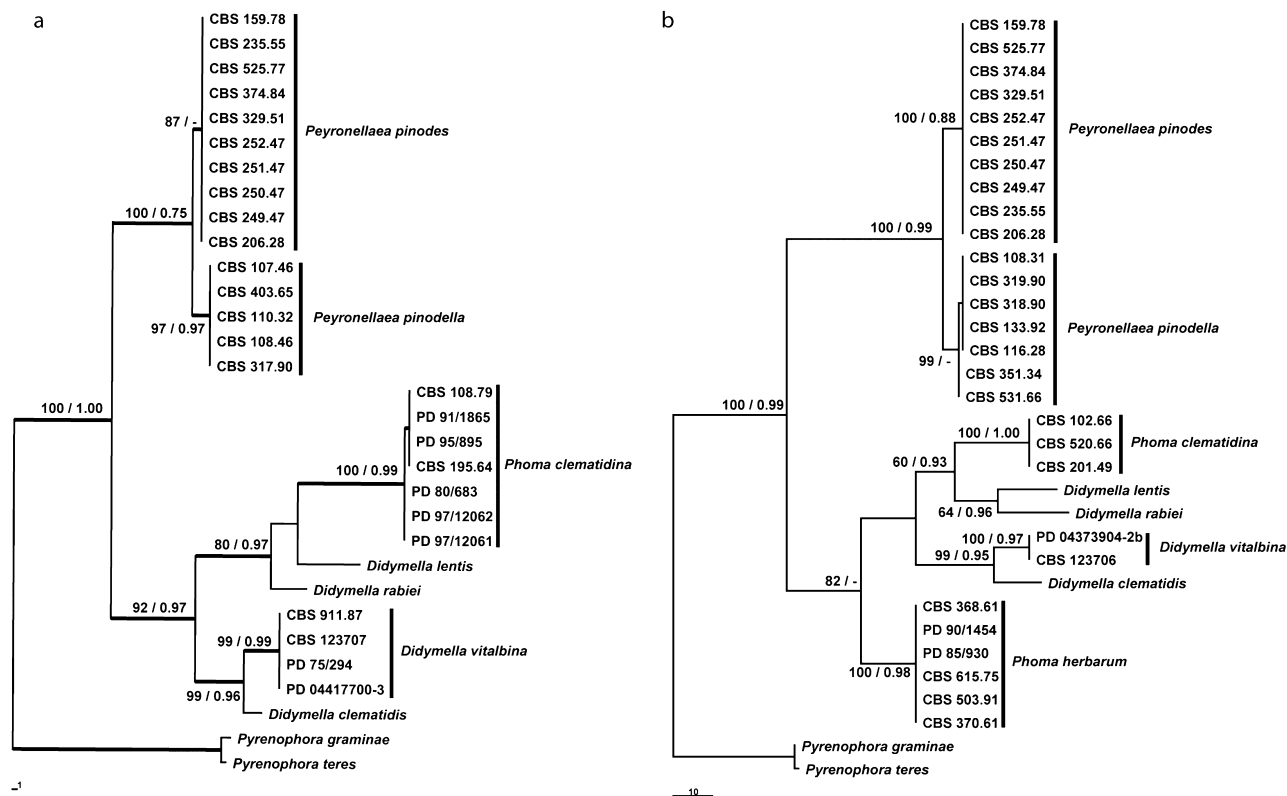 a
CBS 159.78
CBS 235.55
CBS 525.77
CBS 374.84
87 / -
CBS 329.51
Peyronellaea pinodes
CBS 252.47
CBS 251.47
CBS 250.47
CBS 249.47
CBS 206.28
100 / 0.75
CBS 107.46
CBS 403.65
CBS 110.32
Peyronellaea pinodella
97 / 0.97
CBS 108.46
CBS 317.90
100 / 1.00
CBS 108.79
PD 91/1865
PD 95/895
CBS 195.64
Phoma clematidina
100 / 0.99
PD 80/683
PD 97/12062
PD 97/12061
80 / 0.97
Didymella lentis
Didymella rabiei
92 / 0.97
CBS 911.87
CBS 123707
99 / 0.99
Didymella vitalbina
PD 75/294
PD 04417700-3
99 / 0.96
Didymella clematidis
Pyrenophora graminae
Pyrenophora teres
1
b
CBS 159.78
CBS 525.77
CBS 374.84
CBS 329.51
100 / 0.88
CBS 252.47
Peyronellaea pinodes
CBS 251.47
CBS 250.47
CBS 249.47
CBS 235.55
CBS 206.28
100 / 0.99
CBS 108.31
CBS 319.90
CBS 318.90
CBS 133.92
Peyronellaea pinodella
CBS 116.28
99 / -
CBS 351.34
CBS 531.66
100 / 0.99
CBS 102.66
100 / 1.00
CBS 520.66
Phoma clematidina
CBS 201.49
60 / 0.93
Didymella lentis
64 / 0.96
Didymella rabiei
100 / 0.97
PD 04373904-2b
Didymella vitalbina
99 / 0.95
CBS 123706
Didymella clematidis
82 / -
CBS 368.61
PD 90/1454
PD 85/930
Phoma herbarum
100 / 0.98
CBS 615.75
CBS 503.91
CBS 370.61
Pyrenophora graminae
Pyrenophora teres
10